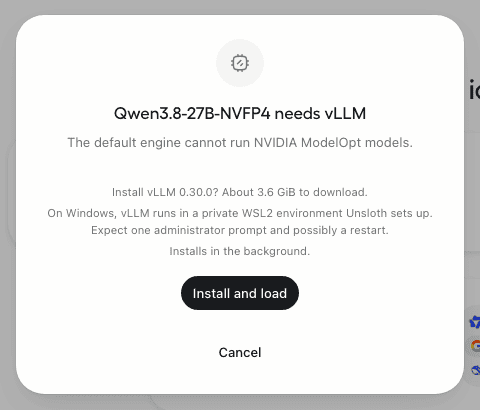 Qwen3.8-27B-NVFP4 needs vLLM
The default engine cannot run NVIDIA ModelOpt models.
Install vLLM 0.30.0? About 3.6 GiB to download.
On Windows, vLLM runs in a private WSL2 environment Unsloth sets up.
Expect one administrator prompt and possibly a restart.
Installs in the background.
Install and load
Cancel